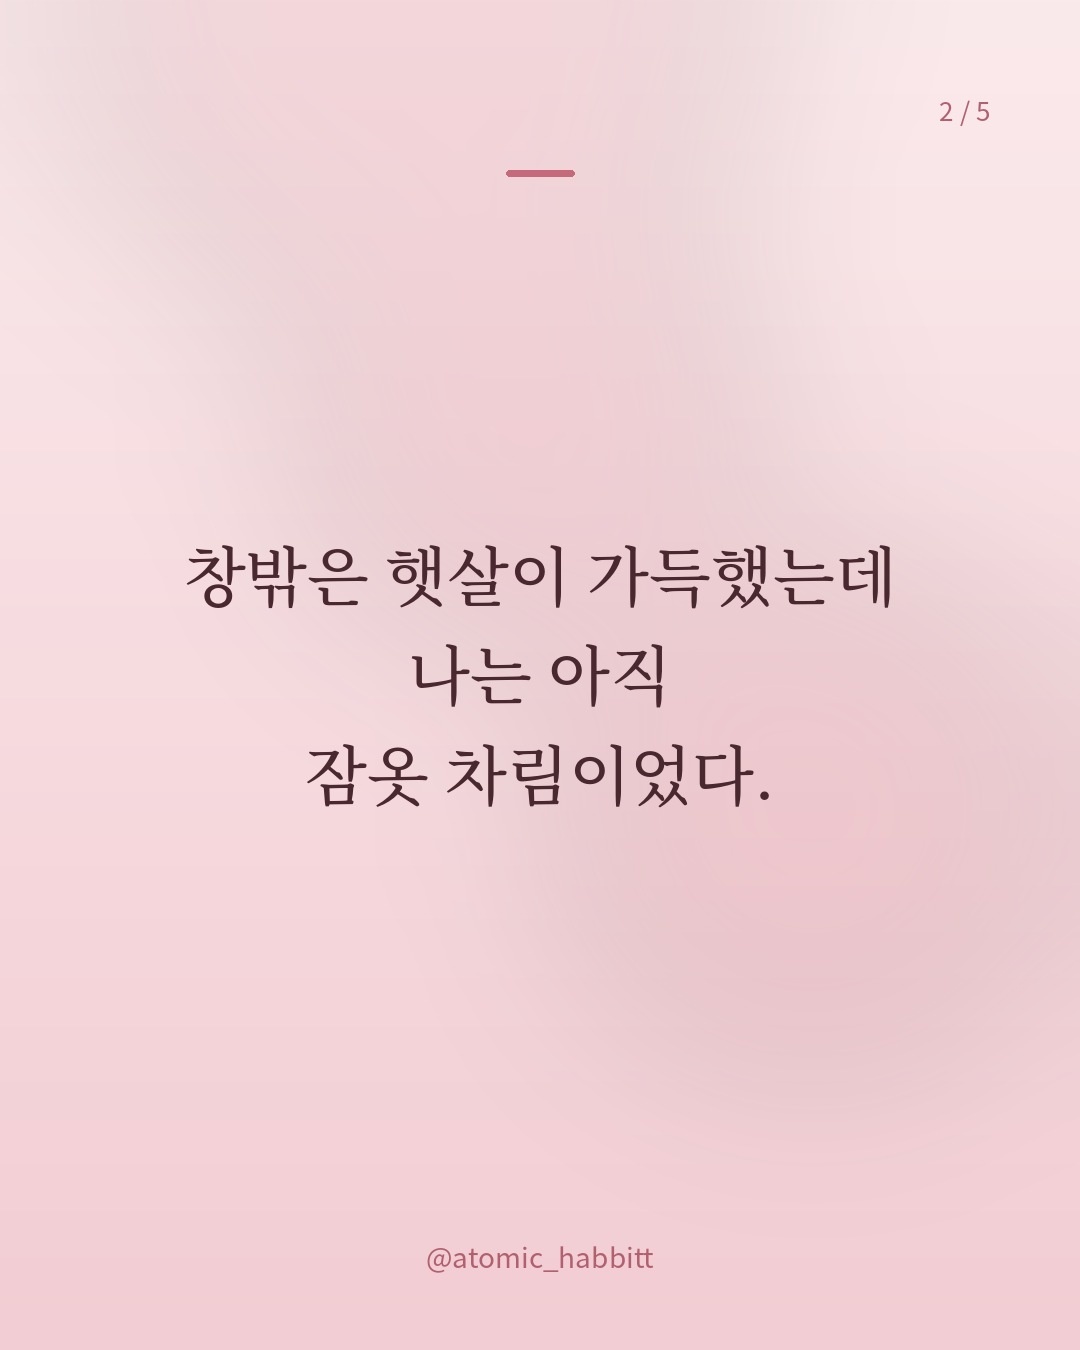 2 / 5
창밖은 햇살이 가득했는데
나는 아직
잠옷 차림이었다.
@atomic_habbitt